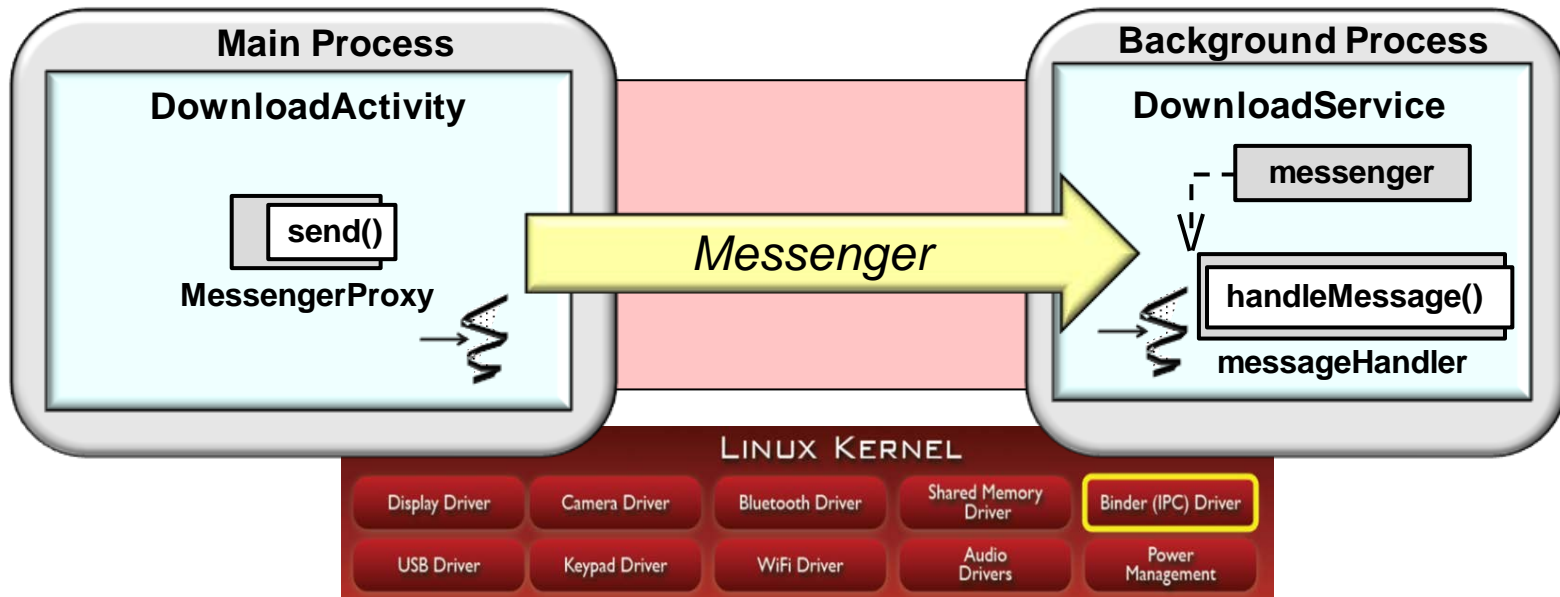 Main Process
DownloadActivity
send()
MessengerProxy
Messenger
Background Process
DownloadService
messenger
handleMessage()
messageHandler
LINUX KERNEL
Display Driver
Camera Driver
Bluetooth Driver
Shared Memory
Driver
Binder (IPC) Driver
USB Driver
Keypad Driver
WiFi Driver
Audio
Drivers
Power
Management